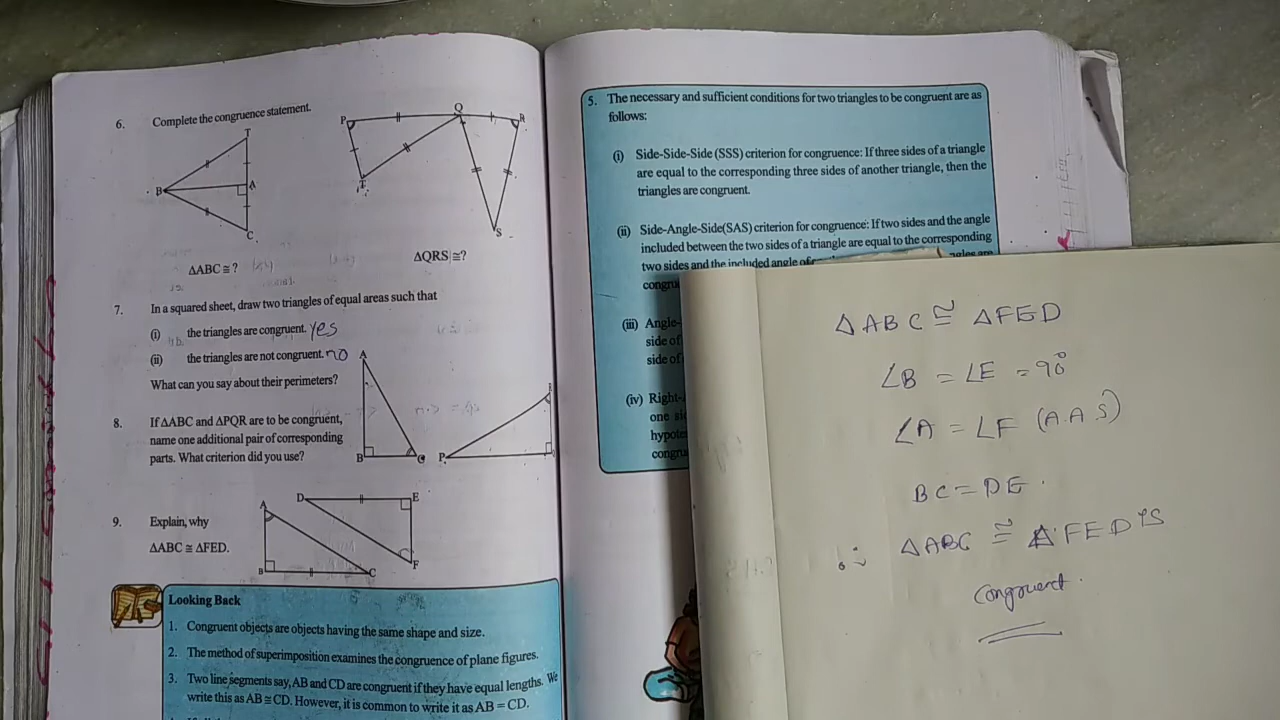 6. Complete the congruence statement.
T
B
A
C
P
Q
R
T
S
ΔABC ≅ ?
ΔQRS ≅ ?
7. In a squared sheet, draw two triangles of equal areas such that
(i) the triangles are congruent. yes
(ii) the triangles are not congruent. no
What can you say about their perimeters?
8. If ΔABC and ΔPQR are to be congruent,
name one additional pair of corresponding
parts. What criterion did you use?
A
B
C
P
9. Explain, why
ΔABC ≅ ΔFED.
A
B
C
D
E
F
Looking Back
1. Congruent objects are objects having the same shape and size.
2. The method of superimposition examines the congruence of plane figures.
3. Two line segments say, AB and CD are congruent if they have equal lengths. We
write this as AB ≅ CD. However, it is common to write it as AB = CD.
5. The necessary and sufficient conditions for two triangles to be congruent are as
follows:
(i) Side-Side-Side (SSS) criterion for congruence: If three sides of a triangle
are equal to the corresponding three sides of another triangle, then the
triangles are congruent.
(ii) Side-Angle-Side(SAS) criterion for congruence: If two sides and the angle
included between the two sides of a triangle are equal to the corresponding
two sides and the included angle of
(iii) Angle-
side of
side of
(iv) Right-
one
ΔABC ≅ ΔFED
∠B = ∠E = 90°
∠A = ∠F (A.A.S)
BC = DE.
∴ ΔABC ≅ ΔFED is
Congruent.